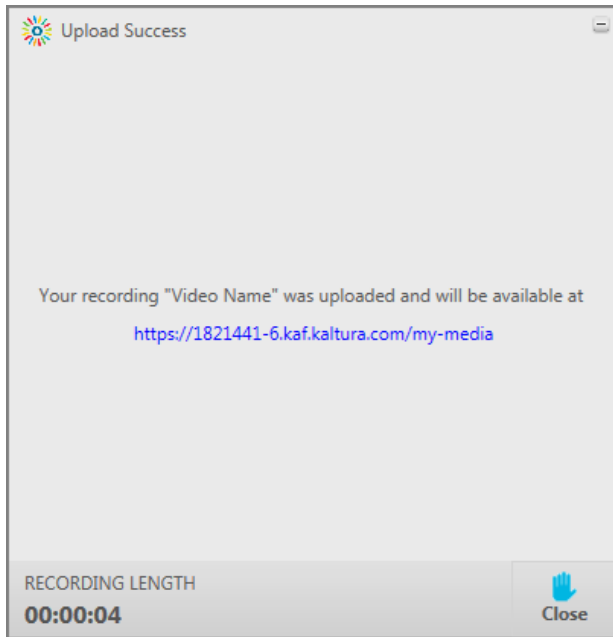 Upload Success
Your recording "Video Name" was uploaded and will be available at
https://1821441-6.kaf.kaltura.com/my-media
RECORDING LENGTH
00:00:04
Close